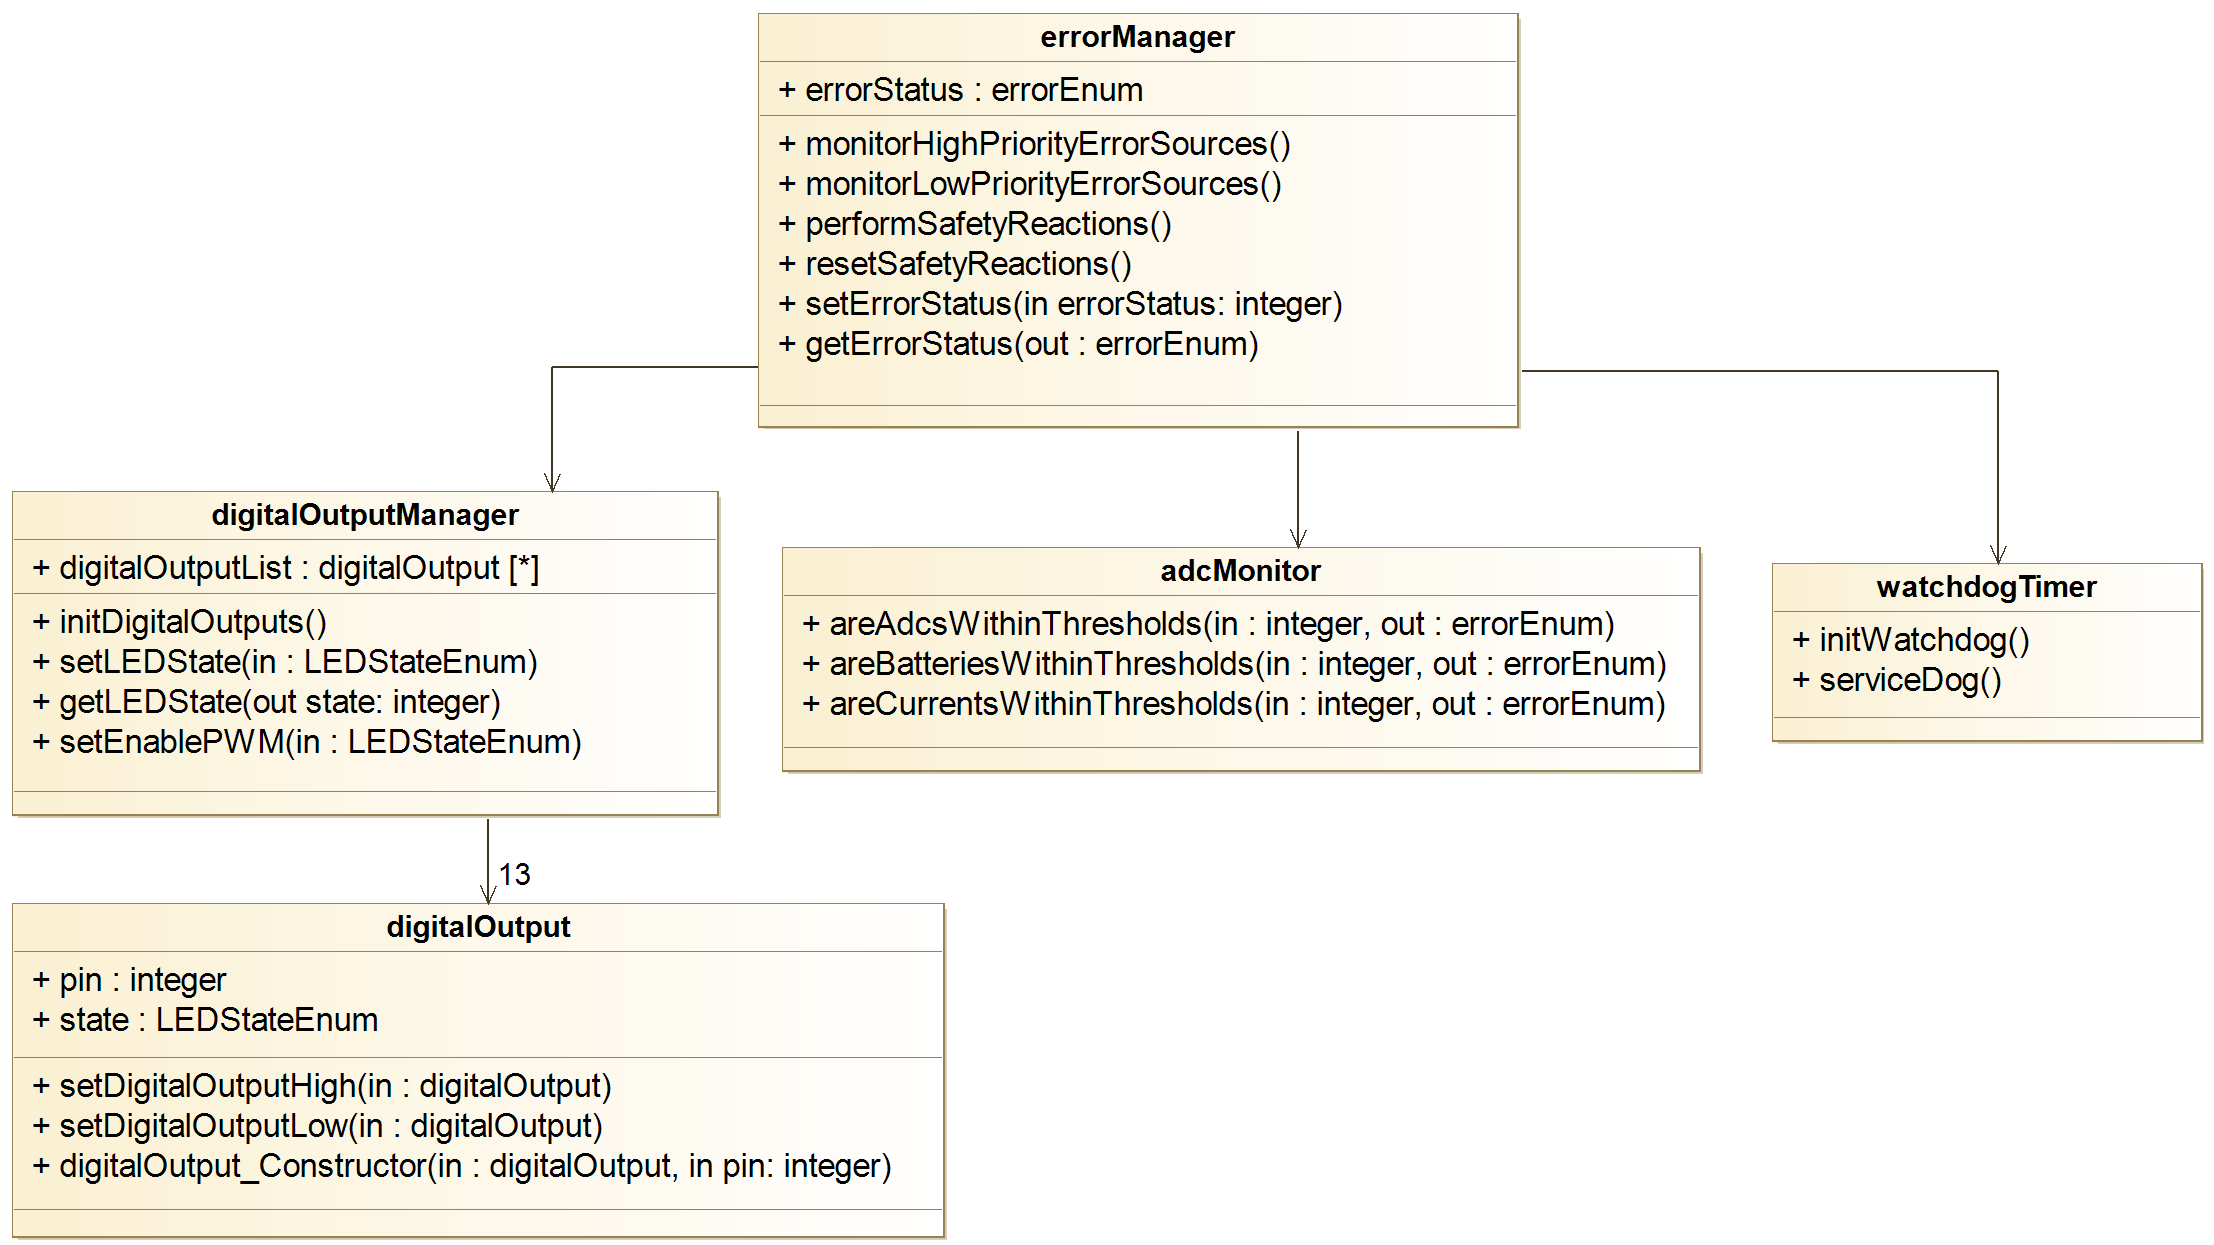 errorManager
+ errorStatus : errorEnum
+ monitorHighPriorityErrorSources()
+ monitorLowPriorityErrorSources()
+ performSafetyReactions()
+ resetSafetyReactions()
+ setErrorStatus(in errorStatus: integer)
+ getErrorStatus(out : errorEnum)
digitalOutputManager
+ digitalOutputList : digitalOutput [*]
+ initDigitalOutputs()
+ setLEDState(in : LEDStateEnum)
+ getLEDState(out state: integer)
+ setEnablePWM(in : LEDStateEnum)
adcMonitor
+ areAdcsWithinThresholds(in : integer, out : errorEnum)
+ areBatteriesWithinThresholds(in : integer, out : errorEnum)
+ areCurrentsWithinThresholds(in : integer, out : errorEnum)
watchdogTimer
+ initWatchdog()
+ serviceDog()
13
digitalOutput
+ pin : integer
+ state : LEDStateEnum
+ setDigitalOutputHigh(in : digitalOutput)
+ setDigitalOutputLow(in : digitalOutput)
+ digitalOutput_Constructor(in : digitalOutput, in pin: integer)